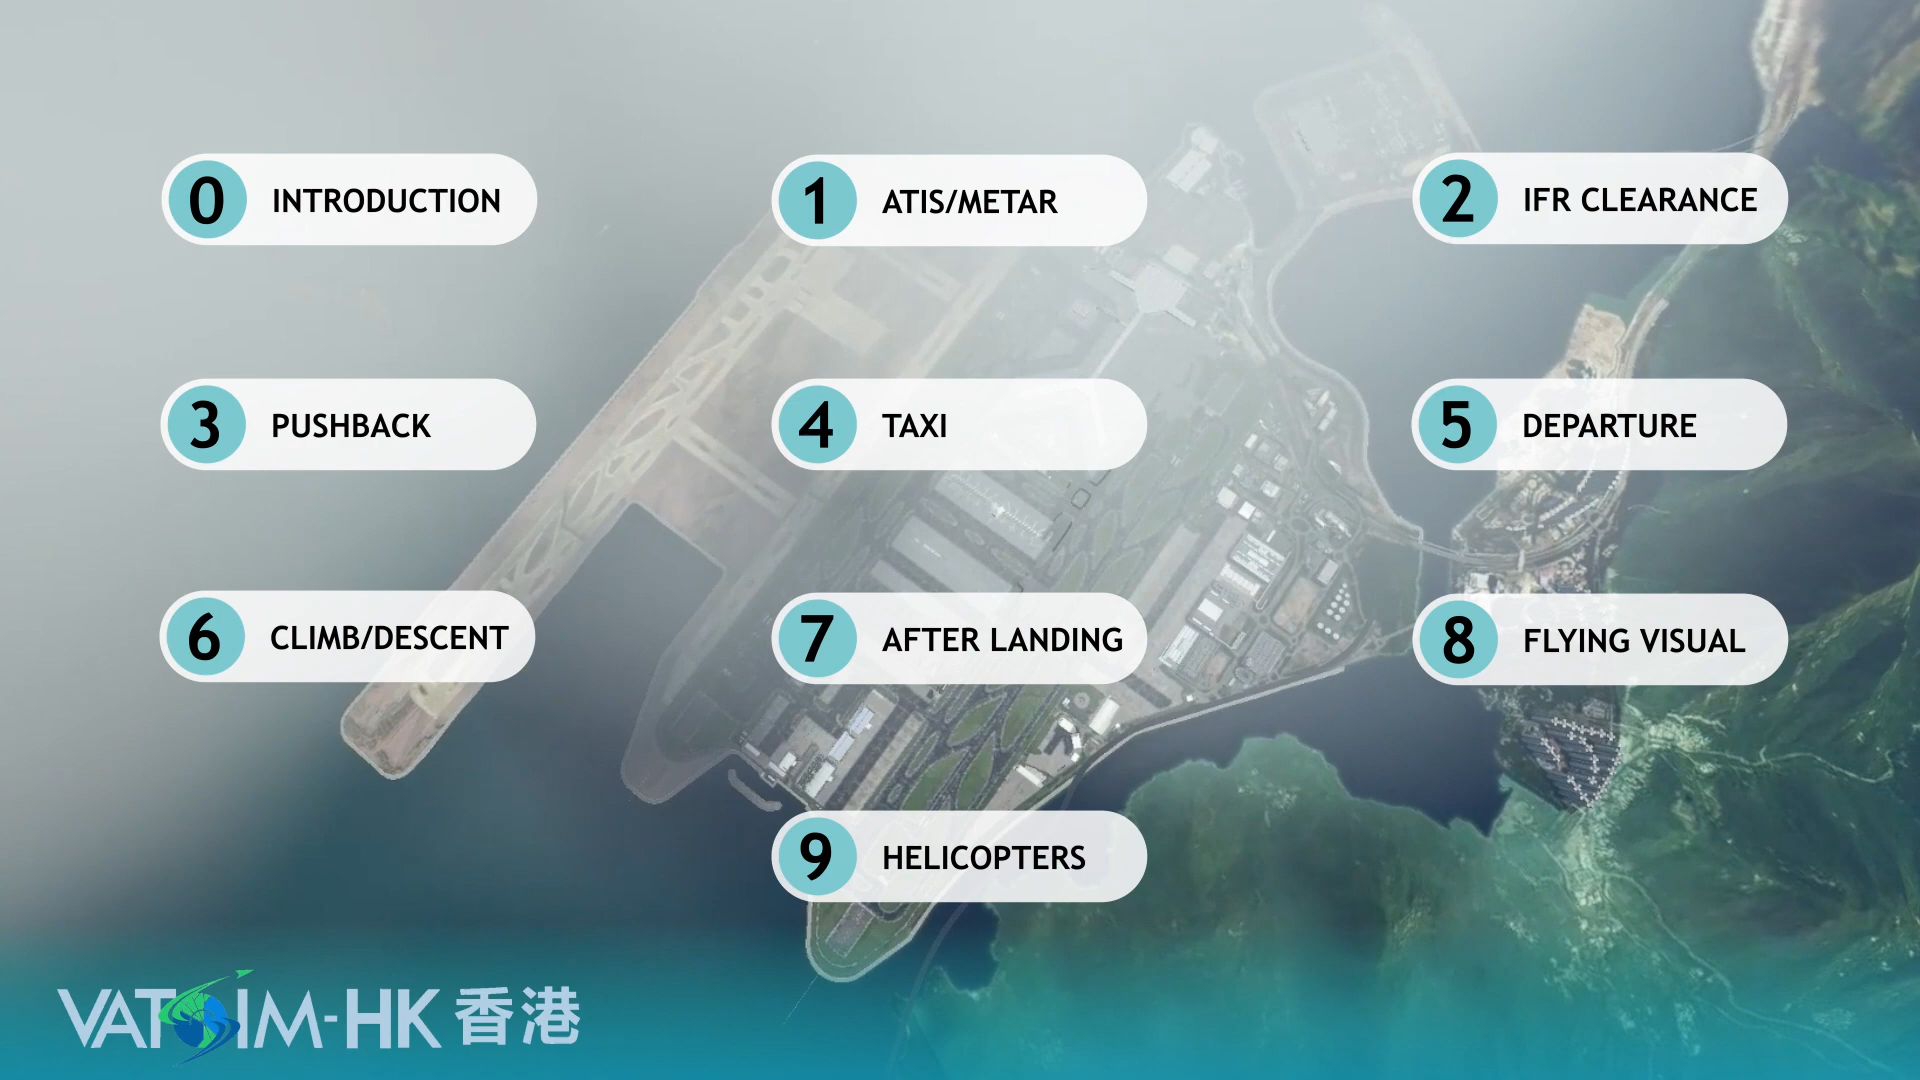 0 INTRODUCTION
1 ATIS/METAR
2 IFR CLEARANCE
3 PUSHBACK
4 TAXI
5 DEPARTURE
6 CLIMB/DESCENT
7 AFTER LANDING
8 FLYING VISUAL
9 HELICOPTERS
VATSIM-HK 香港